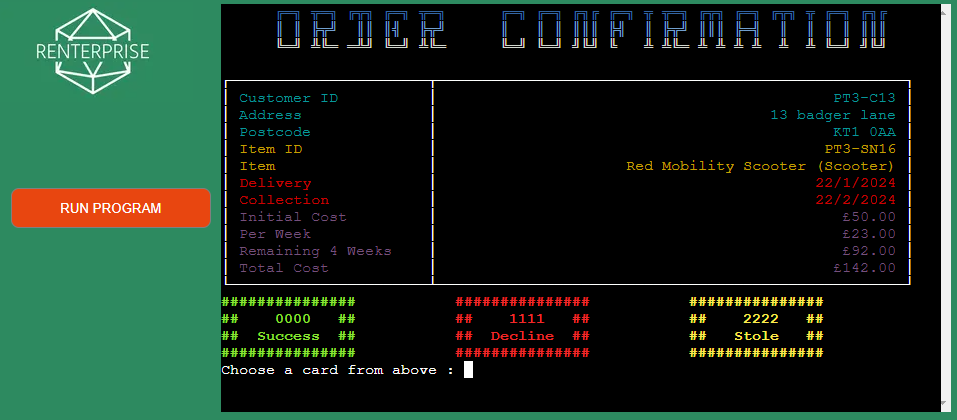 RENTERPRISE
RUN PROGRAM
ORDER CONFIRMATION
Customer ID PT3-C13
Address 13 badger lane
Postcode KT1 0AA
Item ID PT3-SN16
Item Red Mobility Scooter (Scooter)
Delivery 22/1/2024
Collection 22/2/2024
Initial Cost £50.00
Per Week £23.00
Remaining 4 Weeks £92.00
Total Cost £142.00
############### ############### ###############
## 0000 ## ## 1111 ## ## 2222 ##
## Success ## ## Decline ## ## Stole ##
############### ############### ###############
Choose a card from above :